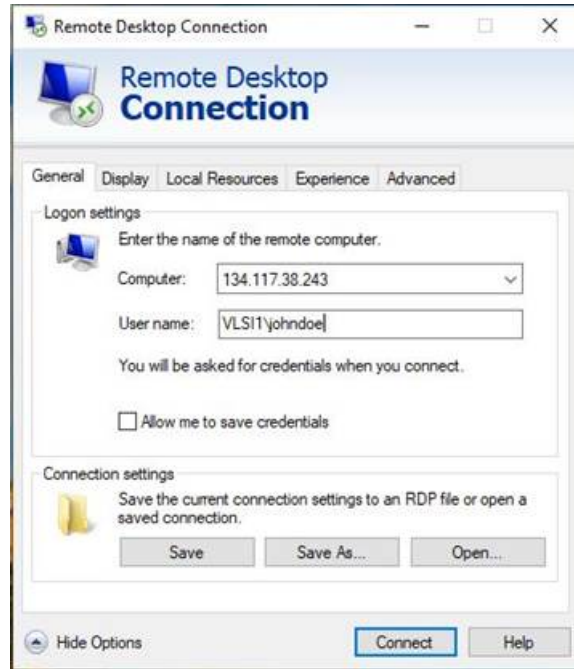 Remote Desktop Connection
Remote Desktop
Connection
General Display Local Resources Experience Advanced
Logon settings
Enter the name of the remote computer.
Computer: 134.117.38.243
User name: VLSI1\johndoe
You will be asked for credentials when you connect.
Allow me to save credentials
Connection settings
Save the current connection settings to an RDP file or open a
saved connection.
Save Save As... Open...
Hide Options Connect Help